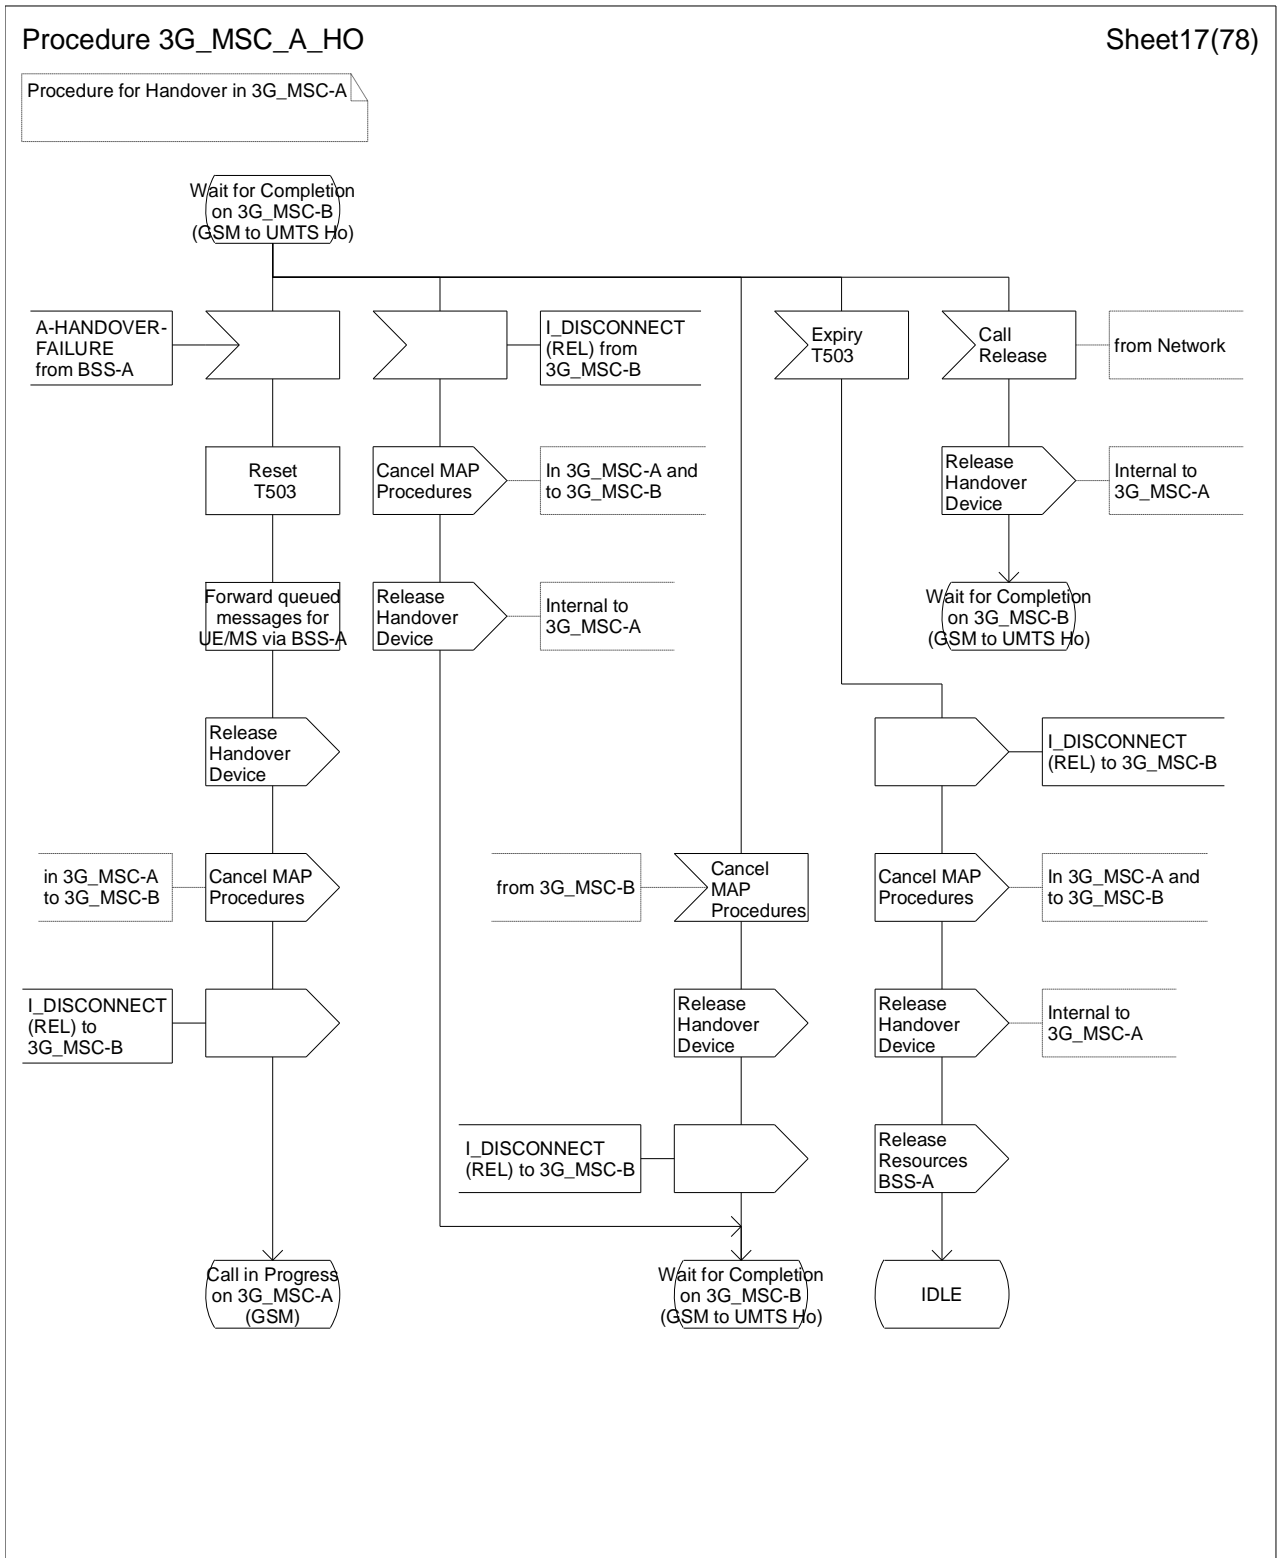 Procedure 3G_MSC_A_HO
Sheet17(78)
Procedure for Handover in 3G_MSC-A
Wait for Completion
on 3G_MSC-B
(GSM to UMTS Ho)
A-HANDOVER-
FAILURE
from BSS-A
I_DISCONNECT
(REL) from
3G_MSC-B
Expiry
T503
Call
Release
from Network
Reset
T503
Cancel MAP
Procedures
In 3G_MSC-A and
to 3G_MSC-B
Release
Handover
Device
Internal to
3G_MSC-A
Forward queued
messages for
UE/MS via BSS-A
Release
Handover
Device
Internal to
3G_MSC-A
Wait for Completion
on 3G_MSC-B
(GSM to UMTS Ho)
Release
Handover
Device
I_DISCONNECT
(REL) to 3G_MSC-B
in 3G_MSC-A
to 3G_MSC-B
Cancel MAP
Procedures
from 3G_MSC-B
Cancel
MAP
Procedures
Cancel MAP
Procedures
In 3G_MSC-A and
to 3G_MSC-B
I_DISCONNECT
(REL) to
3G_MSC-B
Release
Handover
Device
Release
Handover
Device
Internal to
3G_MSC-A
I_DISCONNECT
(REL) to 3G_MSC-B
Release
Resources
BSS-A
Call in Progress
on 3G_MSC-A
(GSM)
Wait for Completion
on 3G_MSC-B
(GSM to UMTS Ho)
IDLE